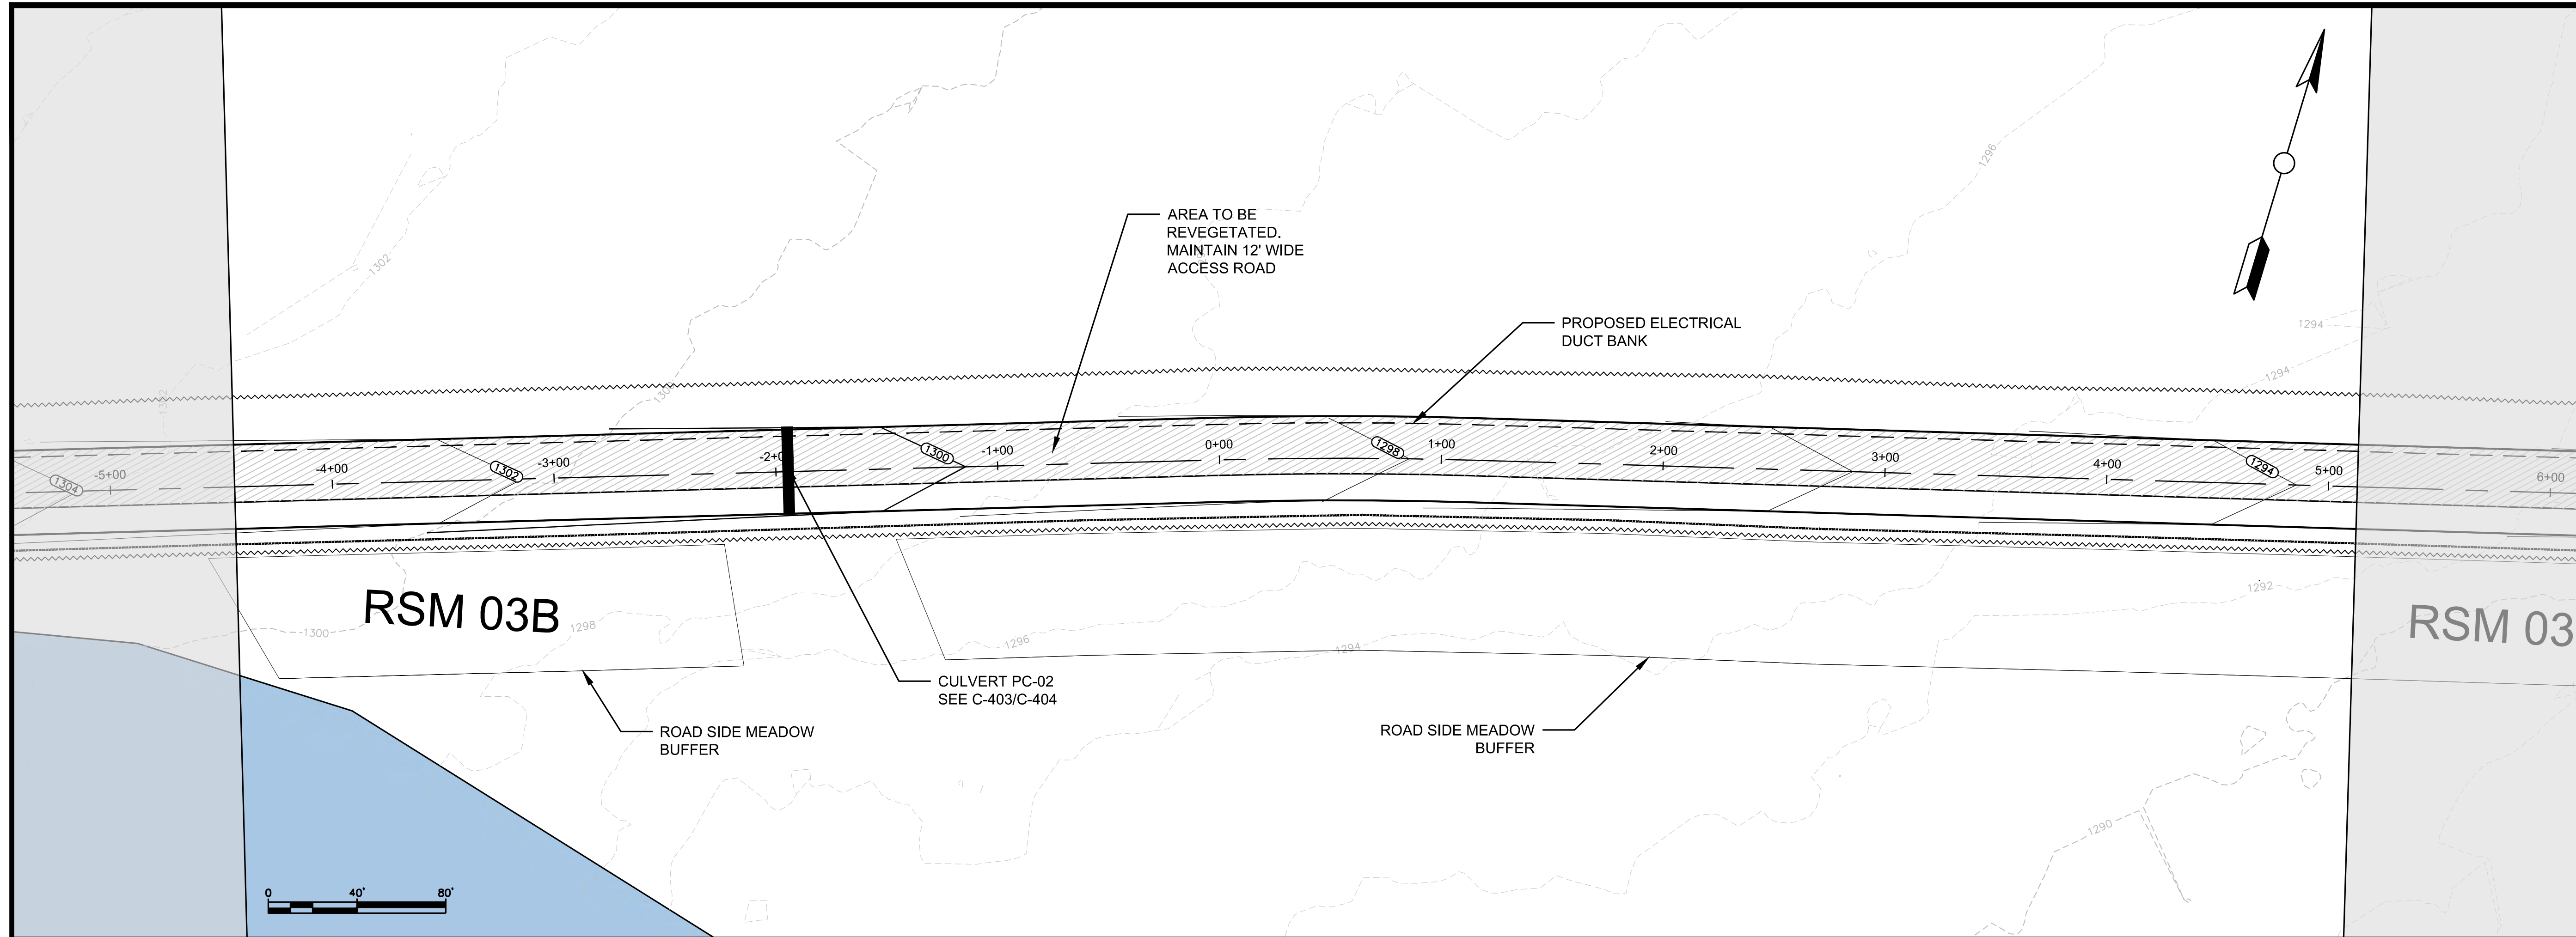 AREA TO BE
REVEGETATED.
MAINTAIN 12' WIDE
ACCESS ROAD
PROPOSED ELECTRICAL
DUCT BANK
1302
1296
1294
1294
1300
1302
1304
-5+00
-4+00
1302
-3+00
-2+0
1300
-1+00
0+00
1298
1+00
2+00
3+00
4+00
1294
5+00
6+00
RSM 03B
1300
1298
1296
1294
1292
RSM 03
CULVERT PC-02
SEE C-403/C-404
ROAD SIDE MEADOW
BUFFER
ROAD SIDE MEADOW
BUFFER
1290
0 40' 80'